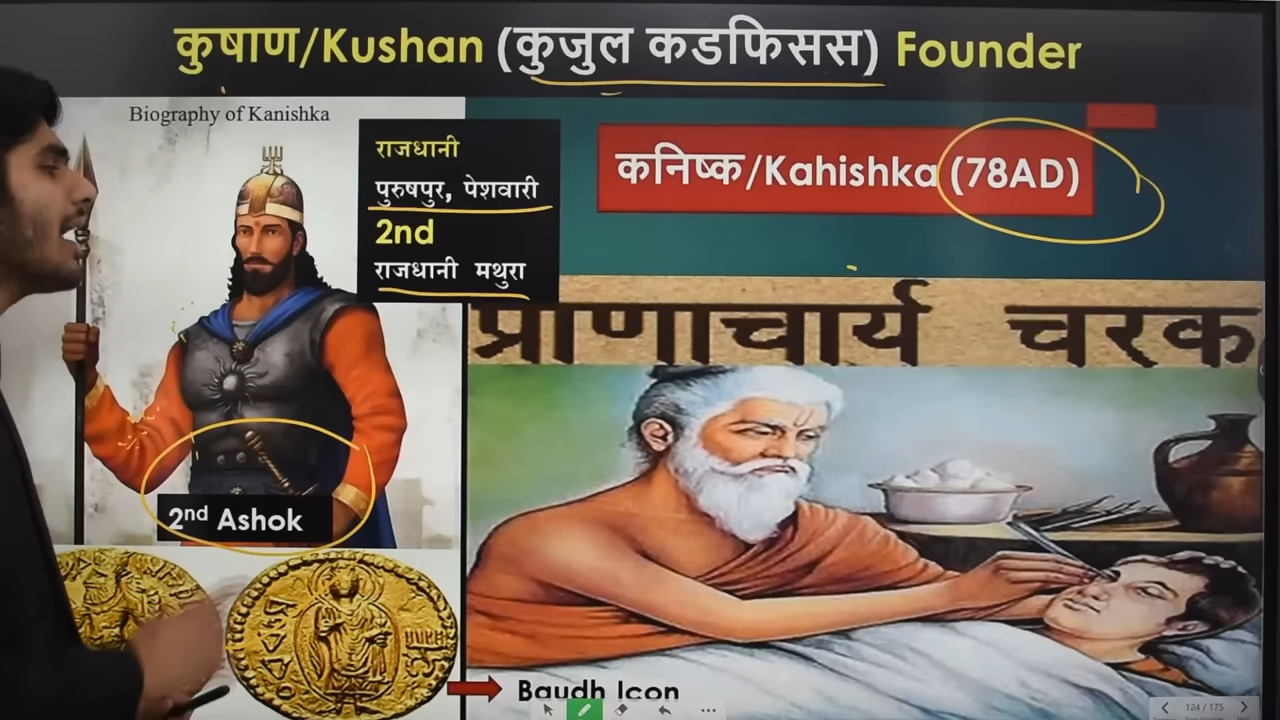 कुषाण/Kushan (कुजुल कडफिसस) Founder
Biography of Kanishka
राजधानी
पुरुषपुर, पेशवारी
2nd
राजधानी मथुरा
कनिष्क/Kahishka (78AD)
प्राणाचार्य चरक
2nd Ashok
ΒΟΔΔΟ
Baudh Icon
124 / 175